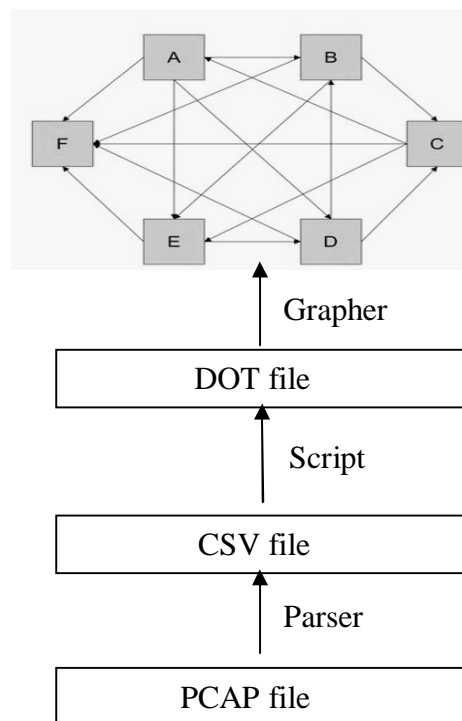 A B
F C
E D
Grapher
DOT file
Script
CSV file
Parser
PCAP file